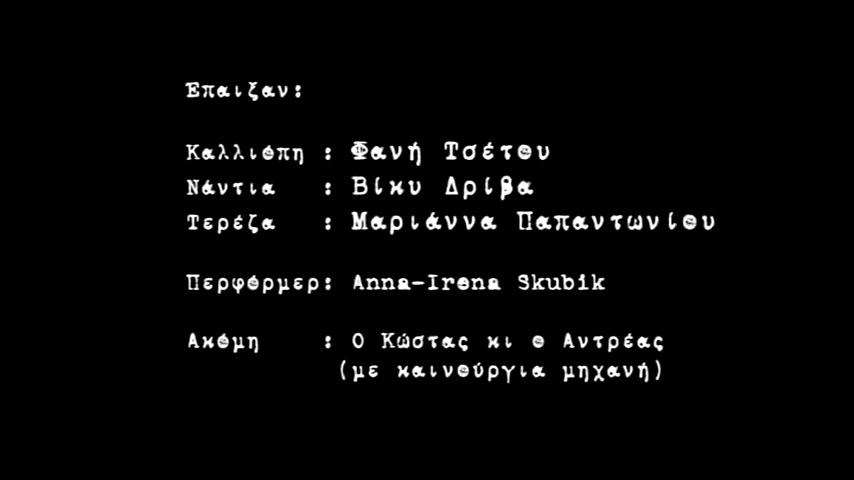 Επαιζαν:
Καλλιόπη : Φανή Τσέτου
Νάντια : Βίκυ Δρίβα
Τερέζα : Μαριάννα Παπαντωνίου
Περφόρμερ: Anna-Irena Skubik
Ακόμη : Ο Κώστας κι ο Αντρέας
(με καινούργια μηχανή)